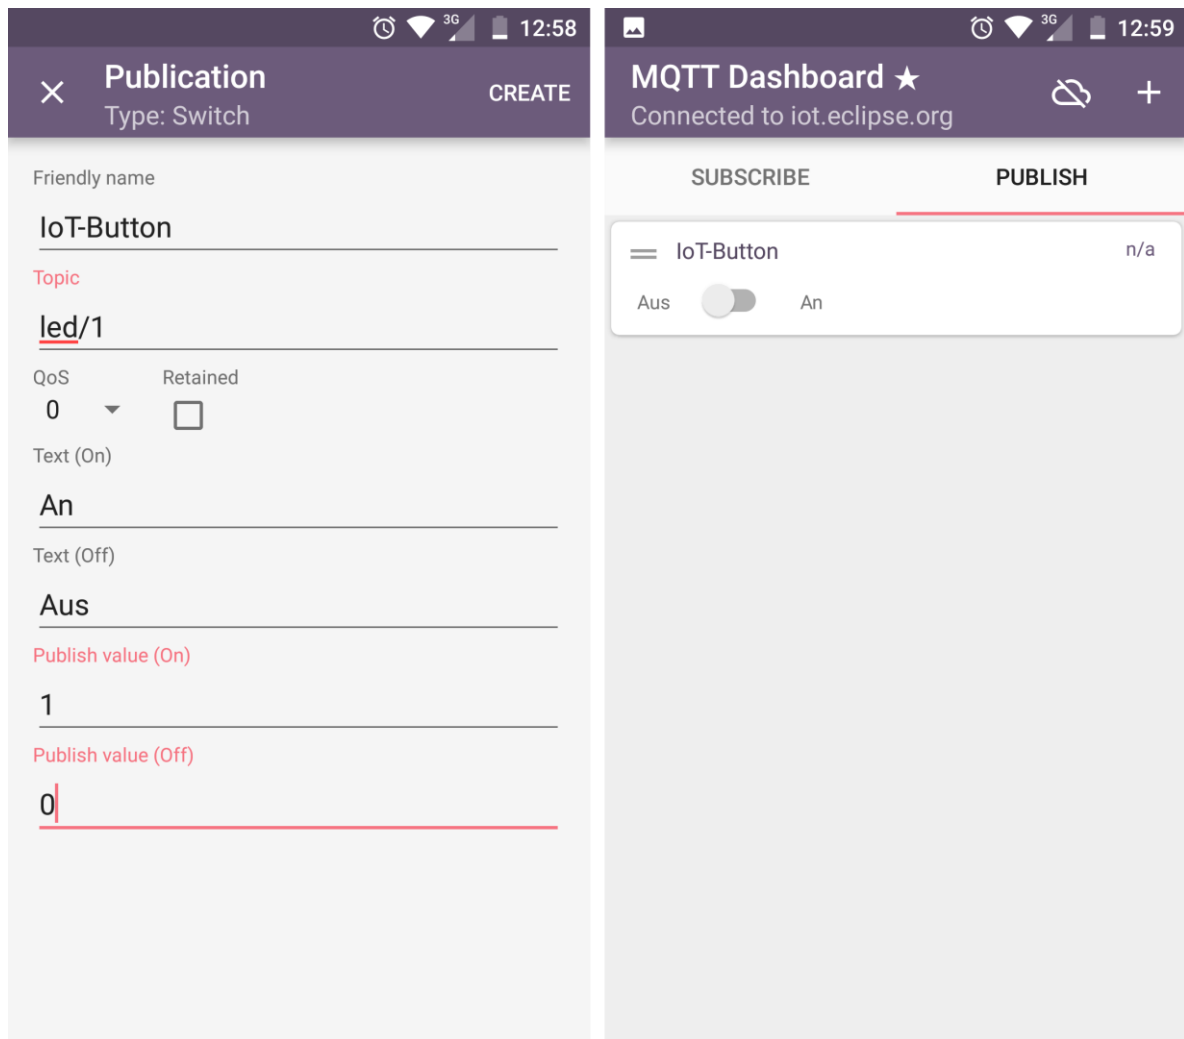 3G 12:58
Publication
Type: Switch
CREATE
Friendly name
IoT-Button
Topic
led/1
QoS Retained
0
Text (On)
An
Text (Off)
Aus
Publish value (On)
1
Publish value (Off)
0
3G 12:59
MQTT Dashboard ★
Connected to iot.eclipse.org
SUBSCRIBE PUBLISH
IoT-Button n/a
Aus An